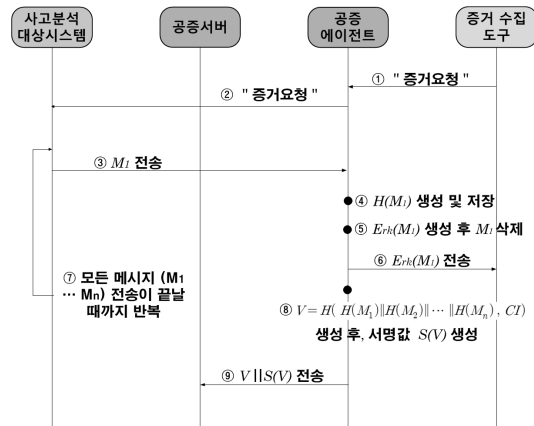 사고분석
대상시스템
공증서버
공증
에이전트
증거 수집
도구
① " 증거요청 "
② " 증거요청 "
③ M1 전송
④ H(M1) 생성 및 저장
⑤ Erk(M1) 생성 후 M1 삭제
⑥ Erk(M1) 전송
⑦ 모든 메시지 (M1
… Mn) 전송이 끝날
때까지 반복
⑧ V = H( H(M1)||H(M2)|| ⋯ ||H(Mn) , CI)
생성 후, 서명값 S(V) 생성
⑨ V||S(V) 전송